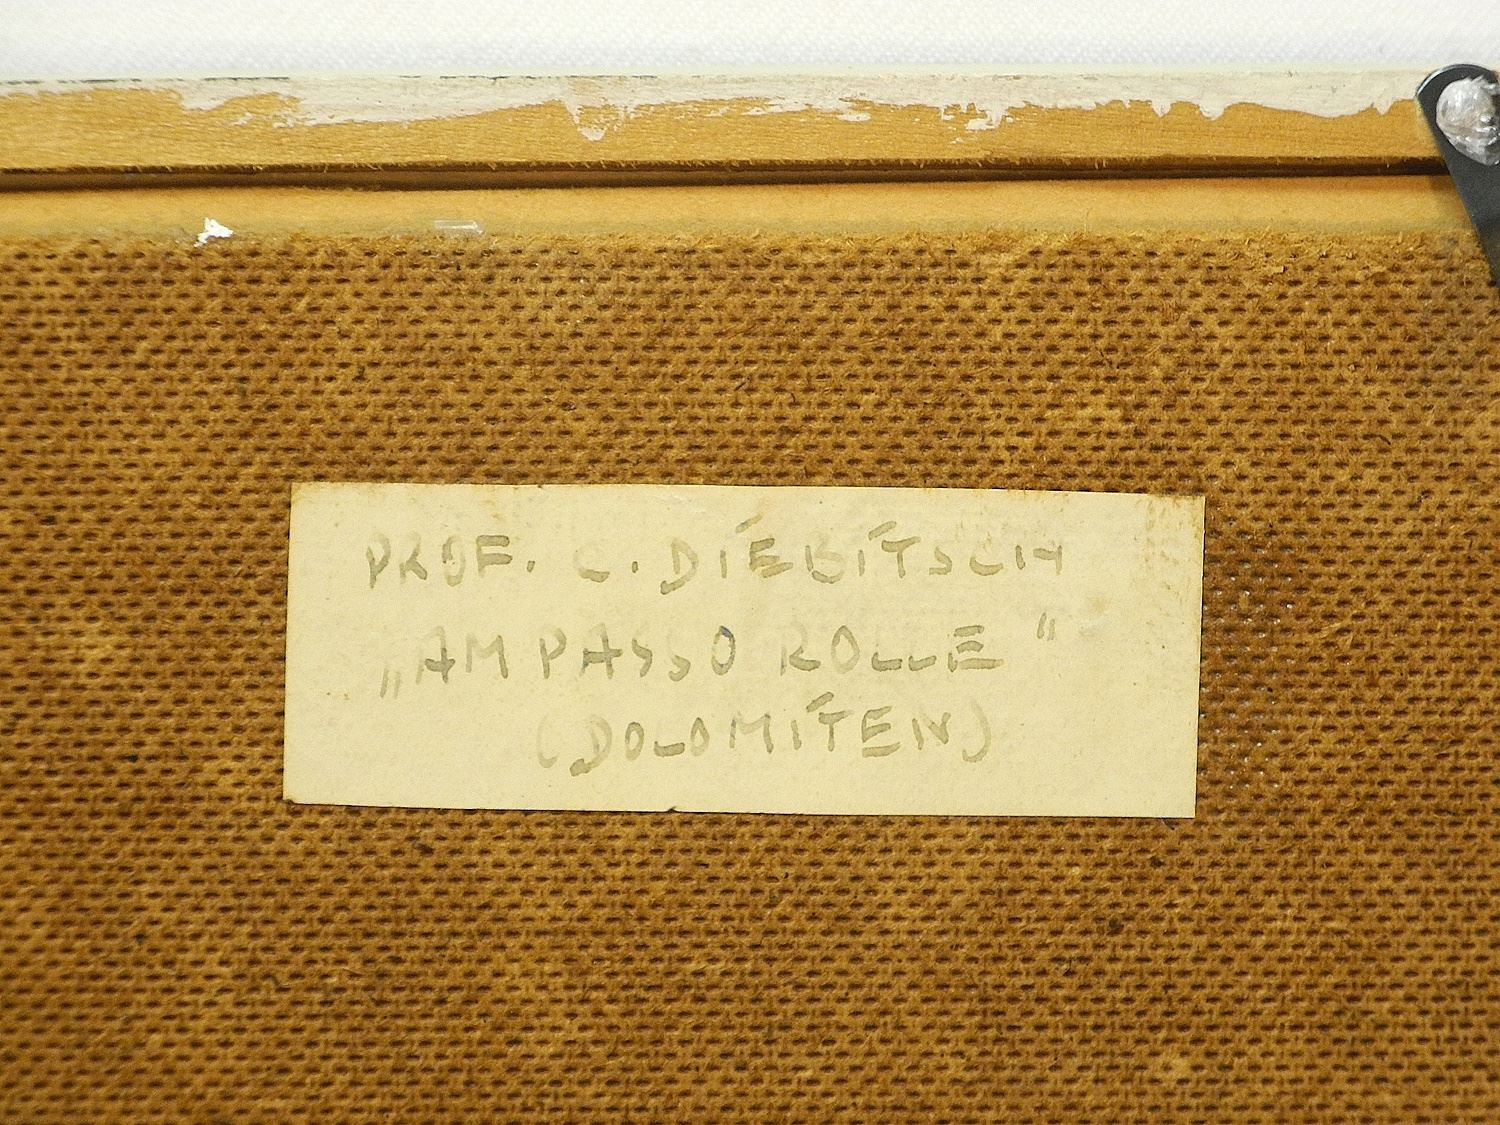 PROF. C. DIEBITSCH
„AM PASSO ROLLE“
(DOLOMITEN)